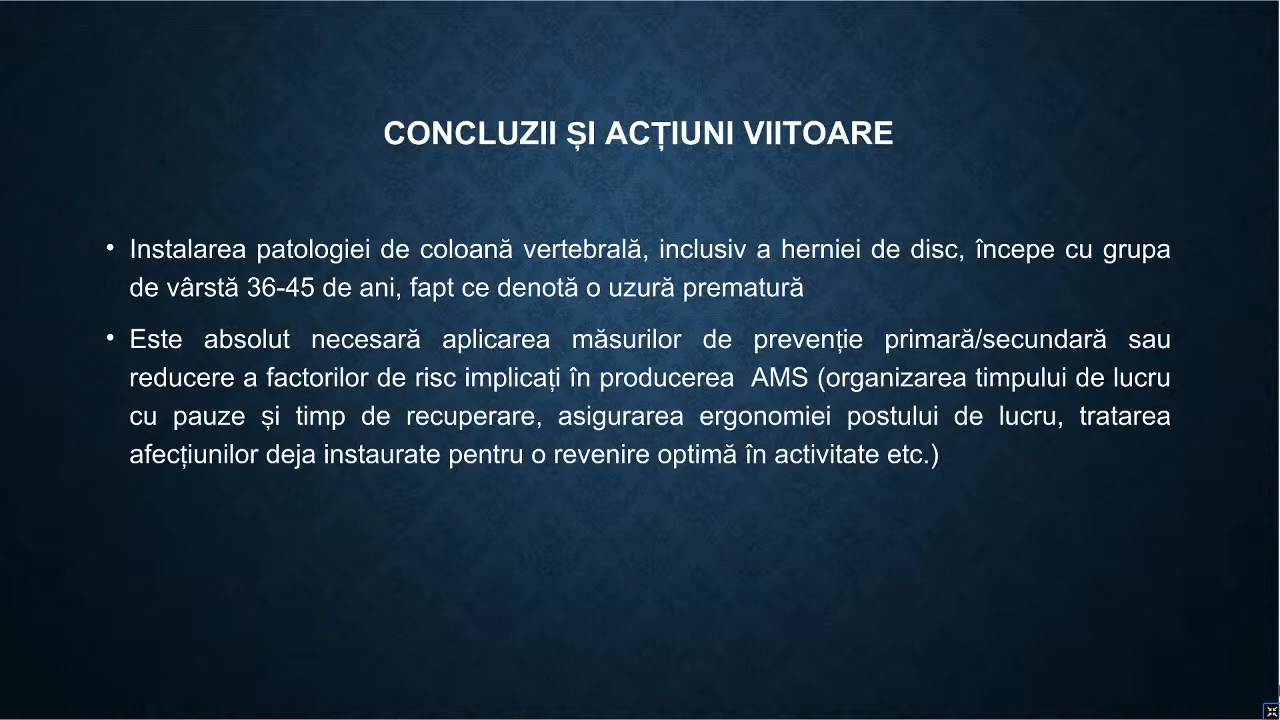 CONCLUZII ȘI ACȚIUNI VIITOARE
• Instalarea patologiei de coloană vertebrală, inclusiv a herniei de disc, începe cu grupa
de vârstă 36-45 de ani, fapt ce denotă o uzură prematură
• Este absolut necesară aplicarea măsurilor de prevenție primară/secundară sau
reducere a factorilor de risc implicați în producerea  AMS (organizarea timpului de lucru
cu pauze și timp de recuperare, asigurarea ergonomiei postului de lucru, tratarea
afecțiunilor deja instaurate pentru o revenire optimă în activitate etc.)